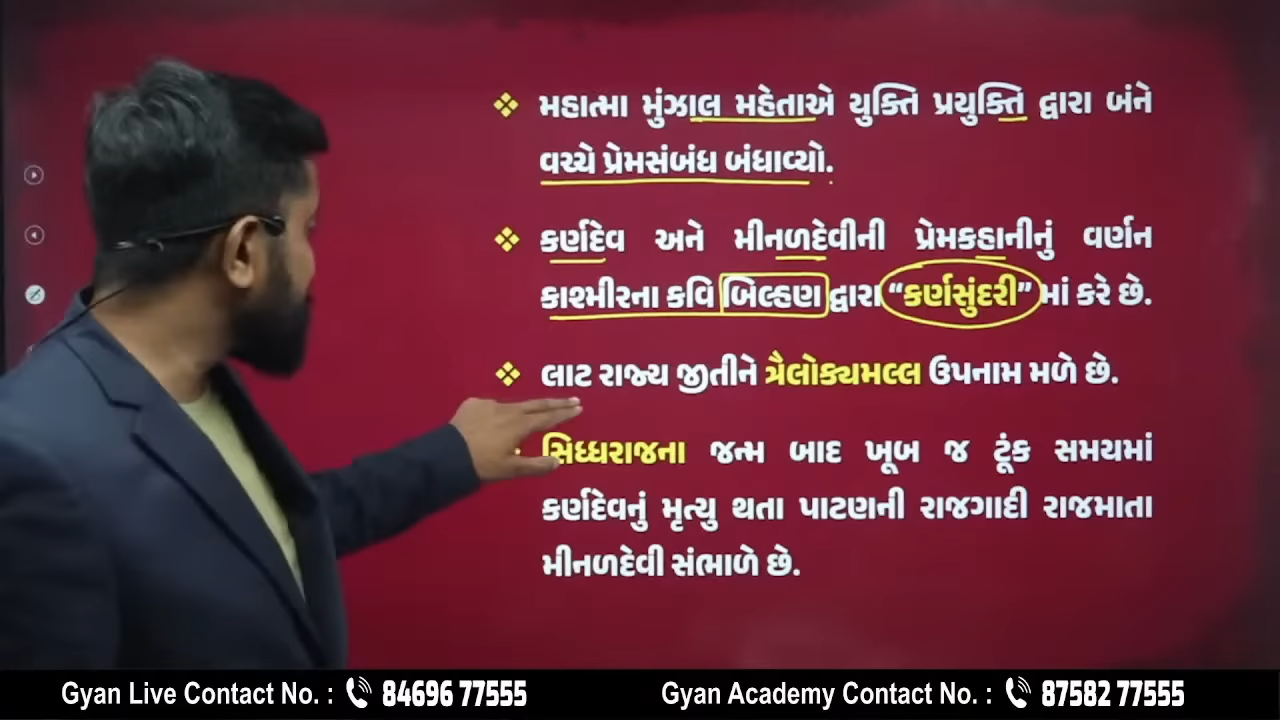 ❖ મહાત્મા મુંઝાલ મહેતાએ યુક્તિ પ્રયુક્તિ દ્વારા બંને
વચ્ચે પ્રેમસંબંધ બંધાવ્યો.
❖ કર્ણદેવ અને મીનળદેવીની પ્રેમકહાનીનું વર્ણન
કાશ્મીરના કવિ બિલ્હણ દ્વારા “કર્ણસુંદરી” માં કરે છે.
❖ લાટ રાજ્ય જીતીને ત્રૈલોક્યમલ્લ ઉપનામ મળે છે.
સિધ્ધરાજના જન્મ બાદ ખૂબ જ ટૂંક સમયમાં
કર્ણદેવનું મૃત્યુ થતા પાટણની રાજગાદી રાજમાતા
મીનળદેવી સંભાળે છે.
Gyan Live Contact No. : 84696 77555
Gyan Academy Contact No. : 87582 77555